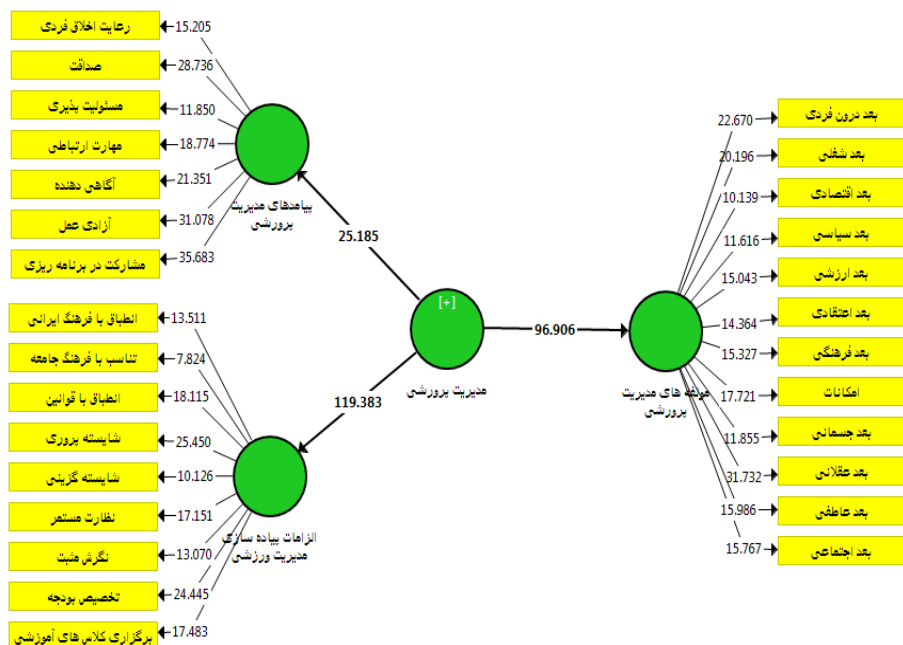 رعایت اخلاق فردی
15.205
صداقت
28.736
مسئولیت پذیری
11.850
مهارت ارتباطی
18.774
آگاهی دهنده
21.351
آزادی عمل
31.078
مشارکت در برنامه ریزی
35.683
پیامدهای مدیریت
پرورشی
25.185
انطباق با فرهنگ ایرانی
13.511
تناسب با فرهنگ جامعه
7.824
انطباق با قوانین
18.115
شایسته پروری
25.450
شایسته گزینی
10.126
نظارت مستمر
17.151
نگرش مثبت
13.070
تخصیص بودجه
24.445
برگزاری کلاس های آموزشی
17.483
الزامات پیاده سازی
مدیریت ورزشی
119.383
[+]
مدیریت پرورشی
96.906
مولفه های مدیریت
پرورشی
بعد درون فردی
22.670
بعد شغلی
20.196
بعد اقتصادی
10.139
بعد سیاسی
11.616
بعد ارزشی
15.043
بعد اعتقادی
14.364
بعد فرهنگی
15.327
امکانات
17.721
بعد جسمانی
11.855
بعد عقلانی
31.732
بعد عاطفی
15.986
بعد اجتماعی
15.767